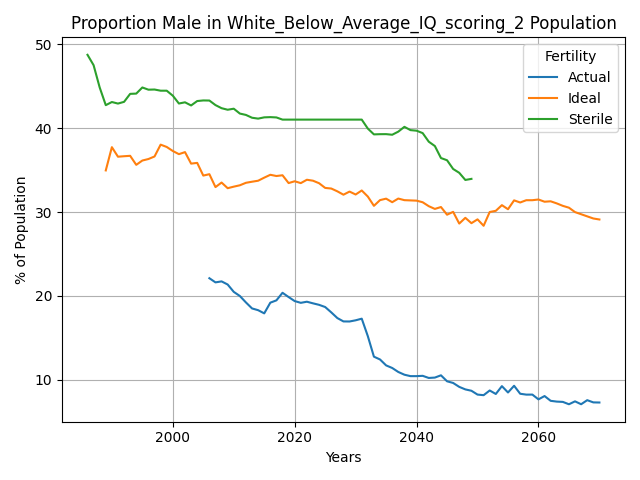 Proportion Male in White_Below_Average_IQ_scoring_2 Population
50
40
30
20
10
% of Population
Fertility
Actual
Ideal
Sterile
2000
2020
2040
2060
Years